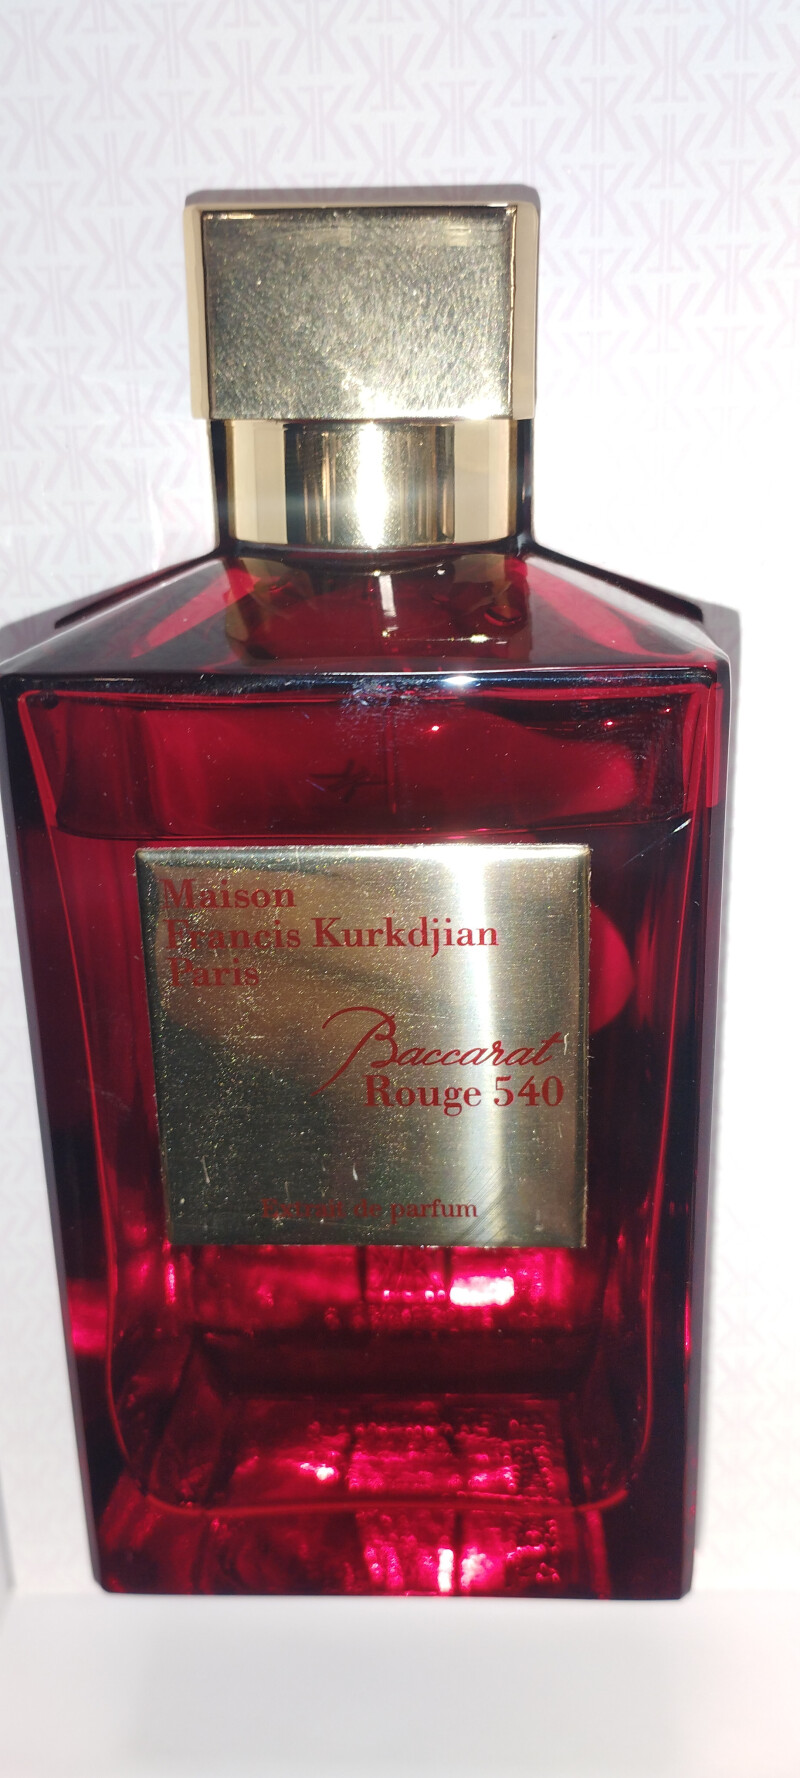 Maison
Francis Kurkdjian
Paris
Baccarat
Rouge 540
Extrait de parfum